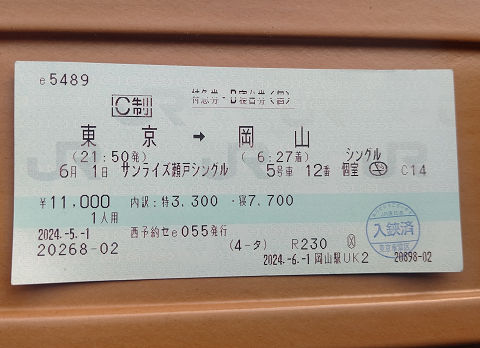 e5489
C制 特急券・B寝台券(個)
東京 → 岡山
(21:50発) (6:27着) シングル
6月 1日 サンライズ瀬戸シングル 5号車 12番 個室 C14
¥11,000 内訳:特3,300 ・寝7,700
1人用
2024.-5.-1 西予約セe055発行
20268-02 (4-タ) R230
2024.-6.-1 岡山駅UK2 20898-02
入鋏済